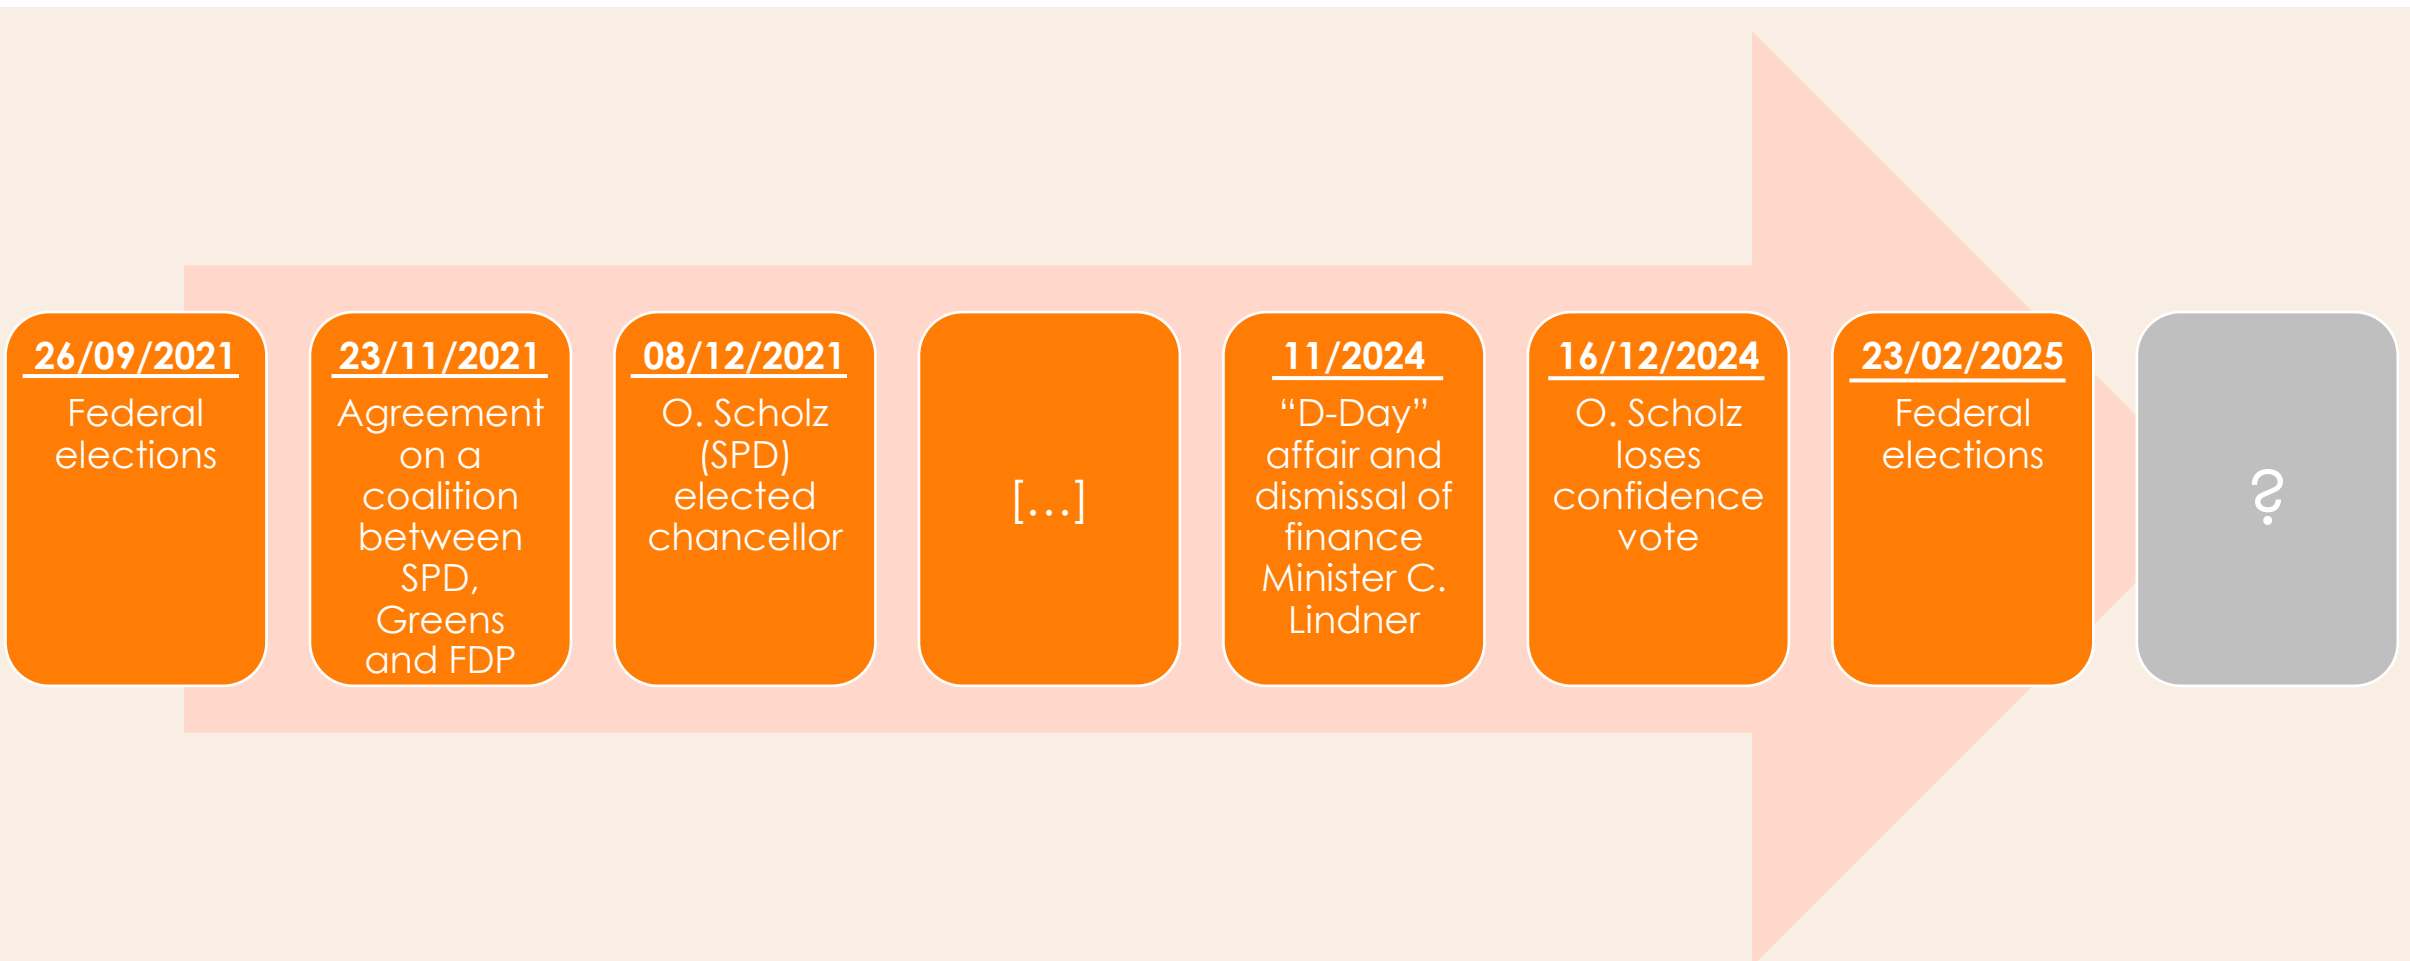 26/09/2021
Federal
elections
23/11/2021
Agreement
on a
coalition
between
SPD,
Greens
and FDP
08/12/2021
O. Scholz
(SPD)
elected
chancellor
[…]
11/2024
“D-Day”
affair and
dismissal of
finance
Minister C.
Lindner
16/12/2024
O. Scholz
loses
confidence
vote
23/02/2025
Federal
elections
?